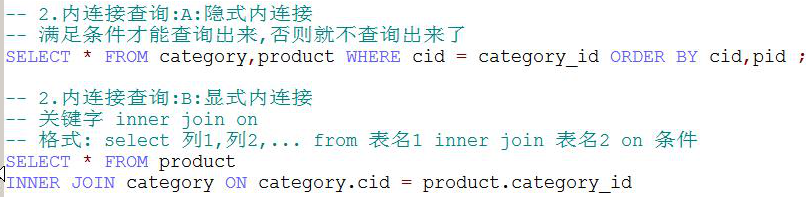 -- 2.内连接查询:A:隐式内连接
-- 满足条件才能查询出来,否则就不查询出来了
SELECT * FROM category,product WHERE cid = category_id ORDER BY cid,pid ;
-- 2.内连接查询:B:显式内连接
-- 关键字 inner join on
-- 格式: select 列1,列2,... from 表名1 inner join 表名2 on 条件
SELECT * FROM product
INNER JOIN category ON category.cid = product.category_id